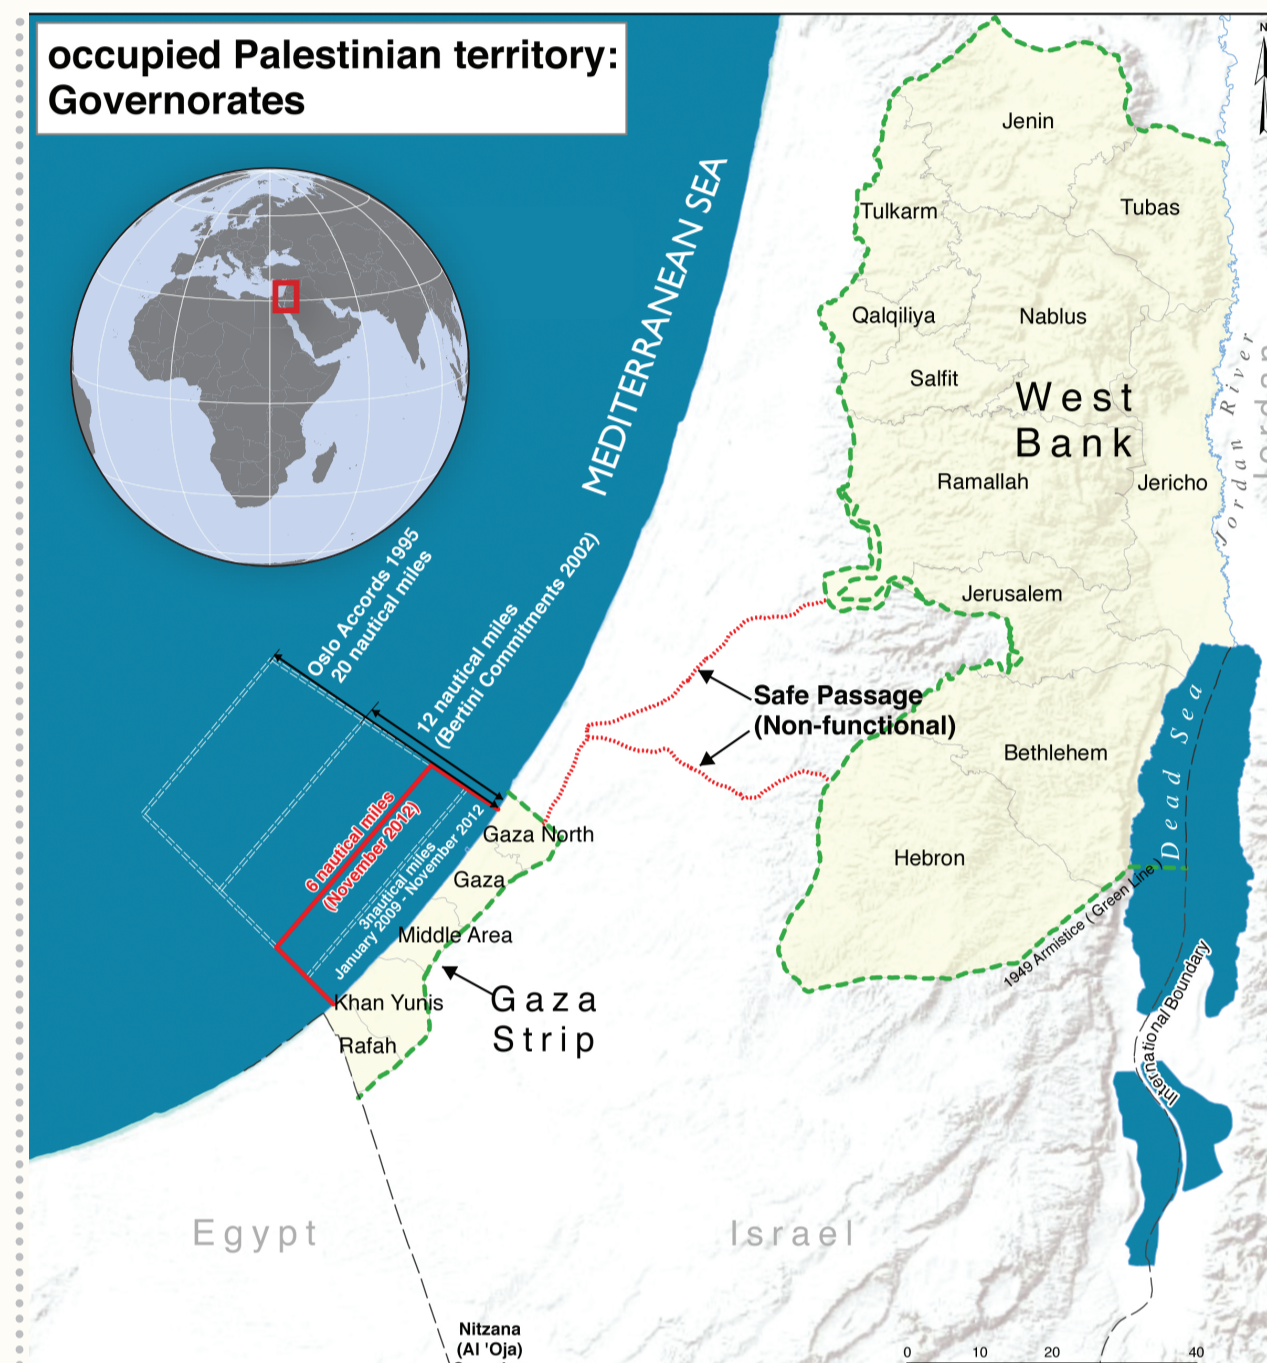 occupied Palestinian territory:
Governorates
N
MEDITERRANEAN SEA
Jenin
Tulkarm
Tubas
Qalqiliya
Nablus
Salfit
West
Bank
Ramallah
Jericho
Jordan River
Jordan
Jerusalem
Oslo Accords 1995
20 nautical miles
12 nautical miles
(Bertini Commitments 2002)
Safe Passage
(Non-functional)
Bethlehem
Dead Sea
6 nautical miles
(November 2012)
3nautical miles
January 2009 - November 2012
Gaza North
Gaza
Hebron
Middle Area
1949 Armistice ( Green Line )
Khan Yunis
Gaza
Strip
Rafah
International Boundary
Egypt
Israel
Nitzana
(Al 'Oja)
0 10 20 40